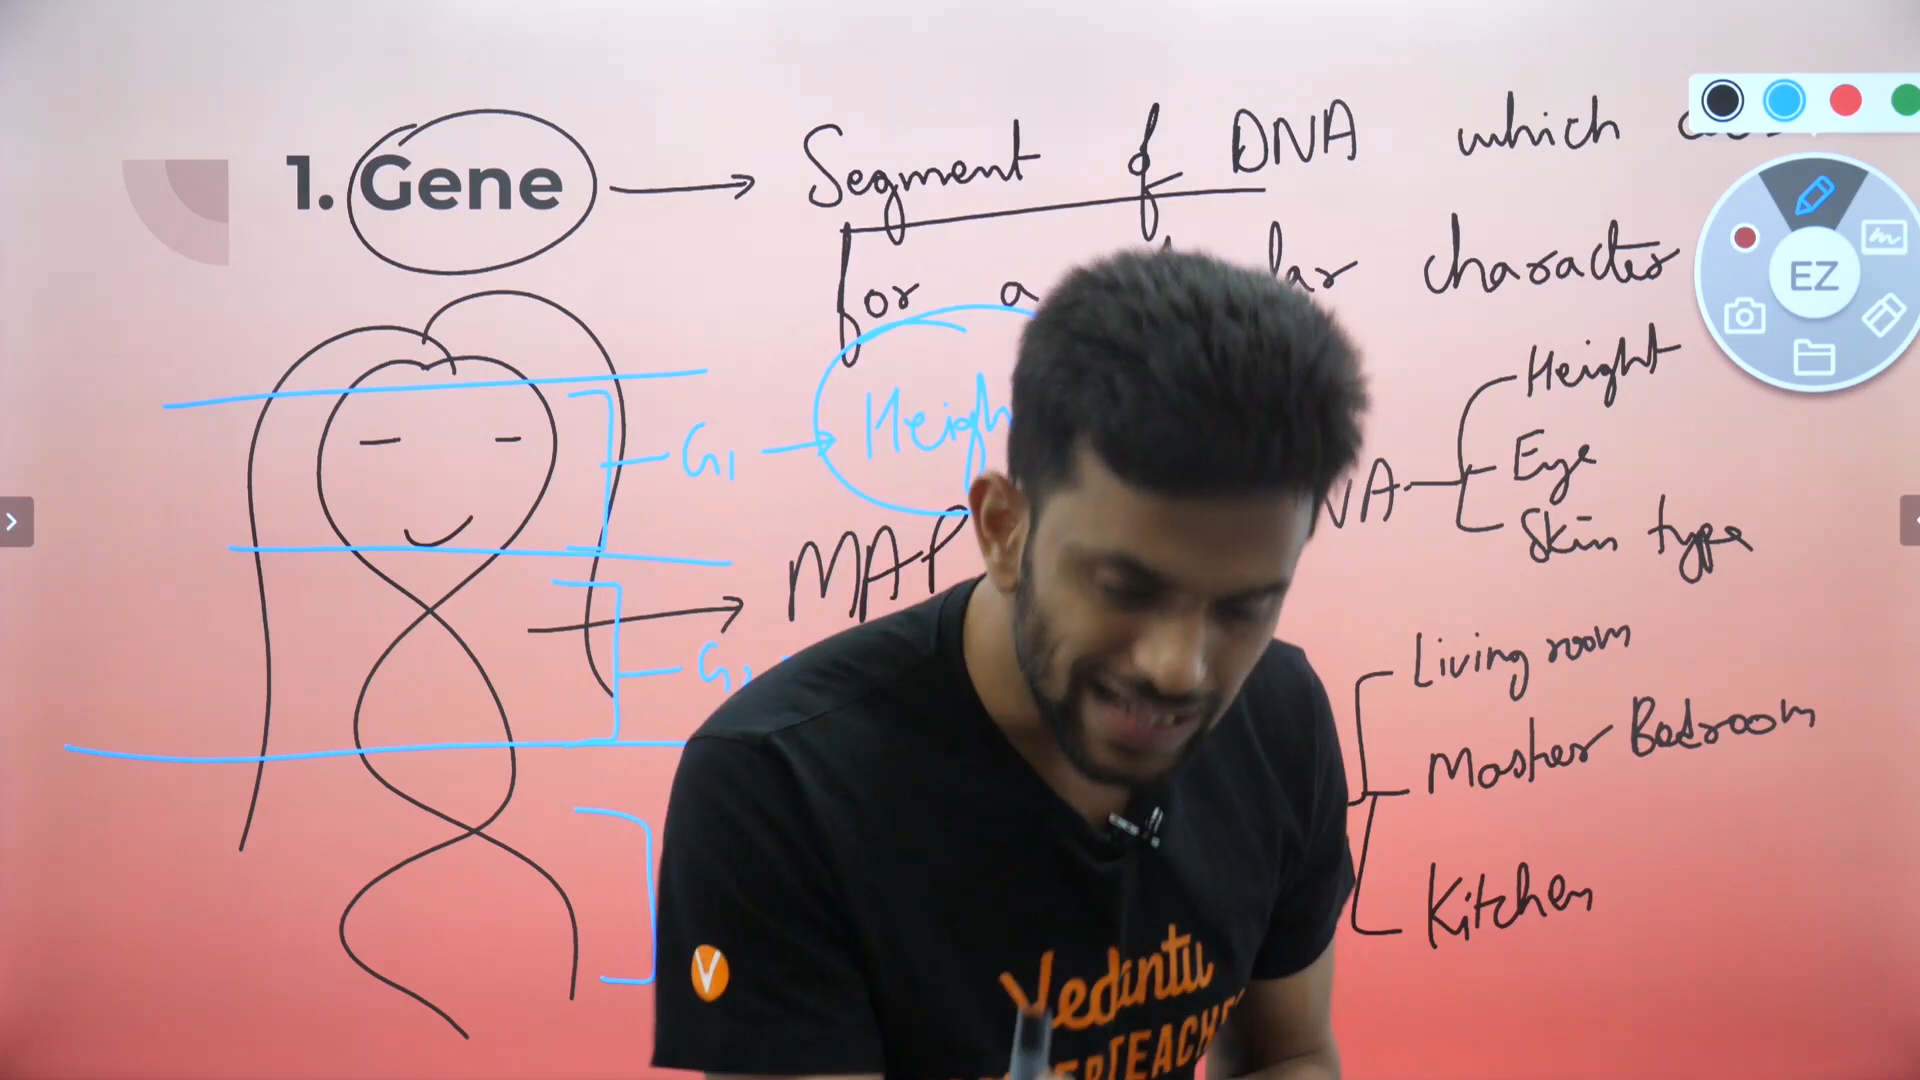 1. Gene
Segment of DNA which
for a character
Height
G1
Eye
Skin type
MAP
Living room
Master Bedroom
Kitchen
EZ
V
Vedantu